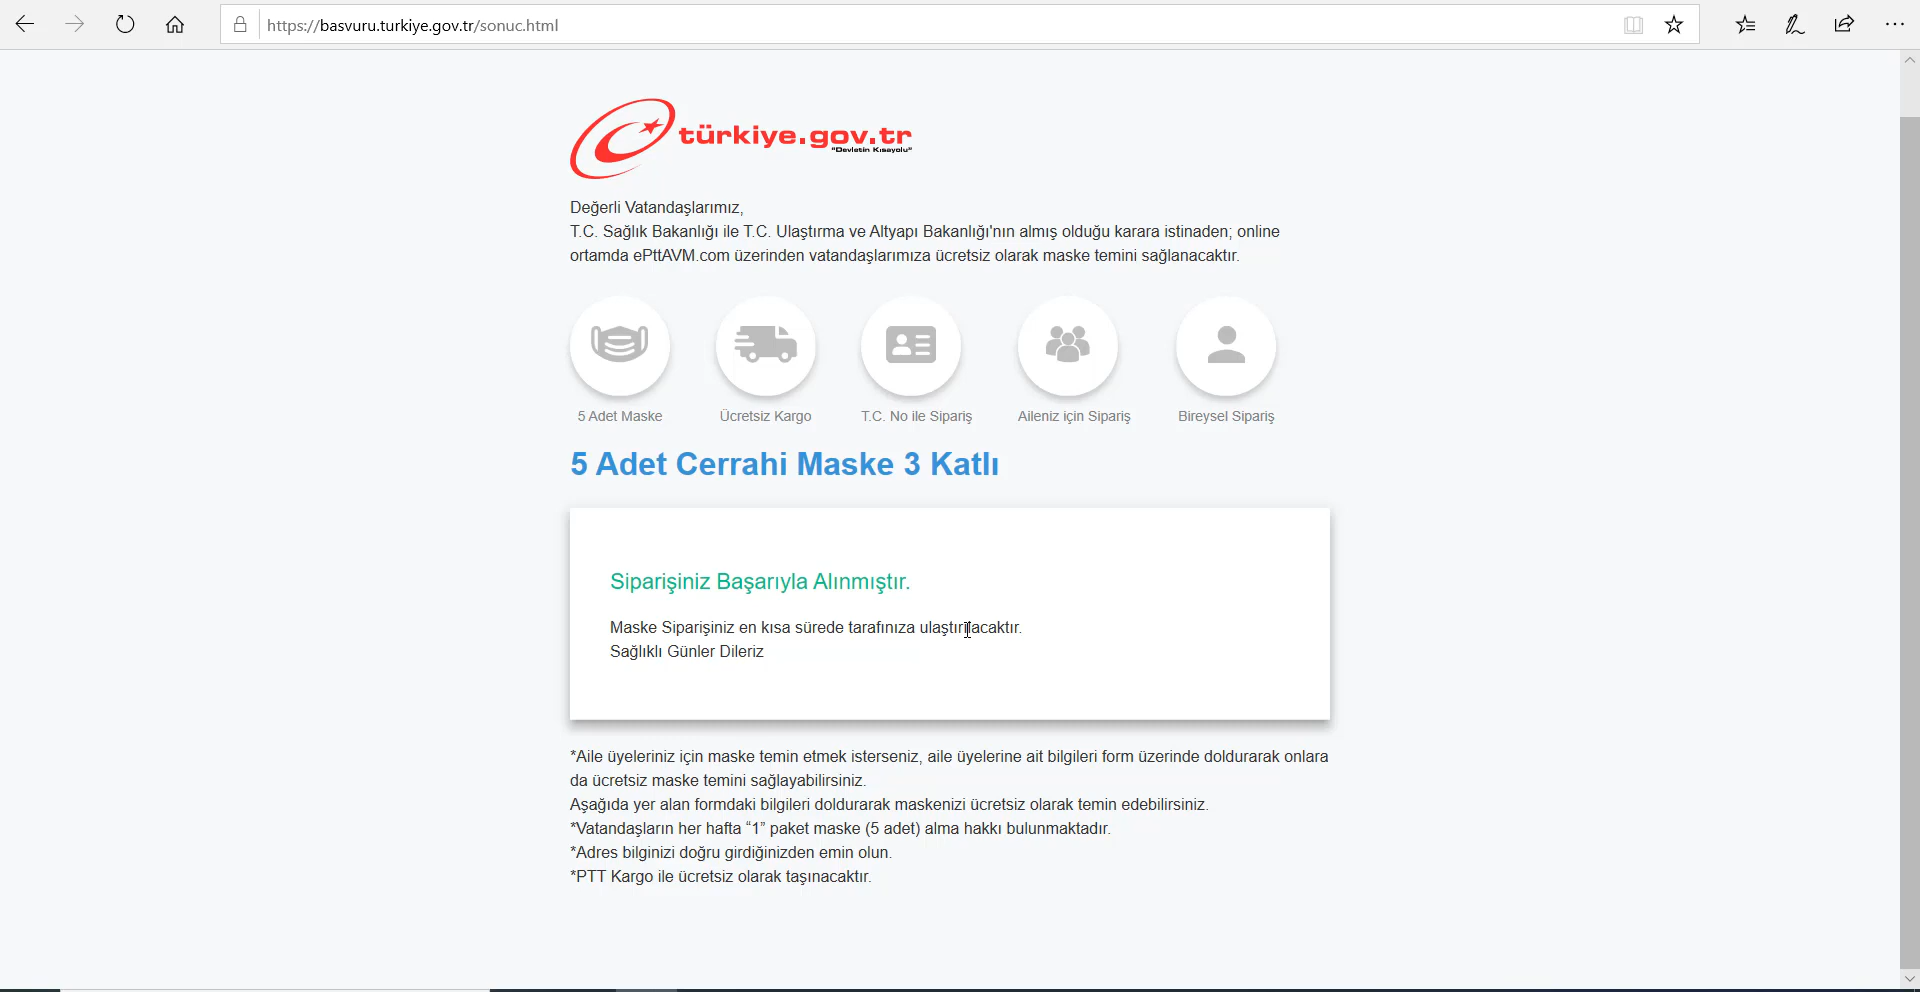 https://basvuru.turkiye.gov.tr/sonuc.html
türkiye.gov.tr
"Devletin Kısayolu"
Değerli Vatandaşlarımız,
T.C. Sağlık Bakanlığı ile T.C. Ulaştırma ve Altyapı Bakanlığı'nın almış olduğu karara istinaden; online
ortamda ePttAVM.com üzerinden vatandaşlarımıza ücretsiz olarak maske temini sağlanacaktır.
5 Adet Maske
Ücretsiz Kargo
T.C. No ile Sipariş
Aileniz için Sipariş
Bireysel Sipariş
5 Adet Cerrahi Maske 3 Katlı
Siparişiniz Başarıyla Alınmıştır.
Maske Siparişiniz en kısa sürede tarafınıza ulaştırılacaktır.
Sağlıklı Günler Dileriz
*Aile üyeleriniz için maske temin etmek isterseniz, aile üyelerine ait bilgileri form üzerinde doldurarak onlara
da ücretsiz maske temini sağlayabilirsiniz.
Aşağıda yer alan formdaki bilgileri doldurarak maskenizi ücretsiz olarak temin edebilirsiniz.
*Vatandaşların her hafta “1” paket maske (5 adet) alma hakkı bulunmaktadır.
*Adres bilginizi doğru girdiğinizden emin olun.
*PTT Kargo ile ücretsiz olarak taşınacaktır.